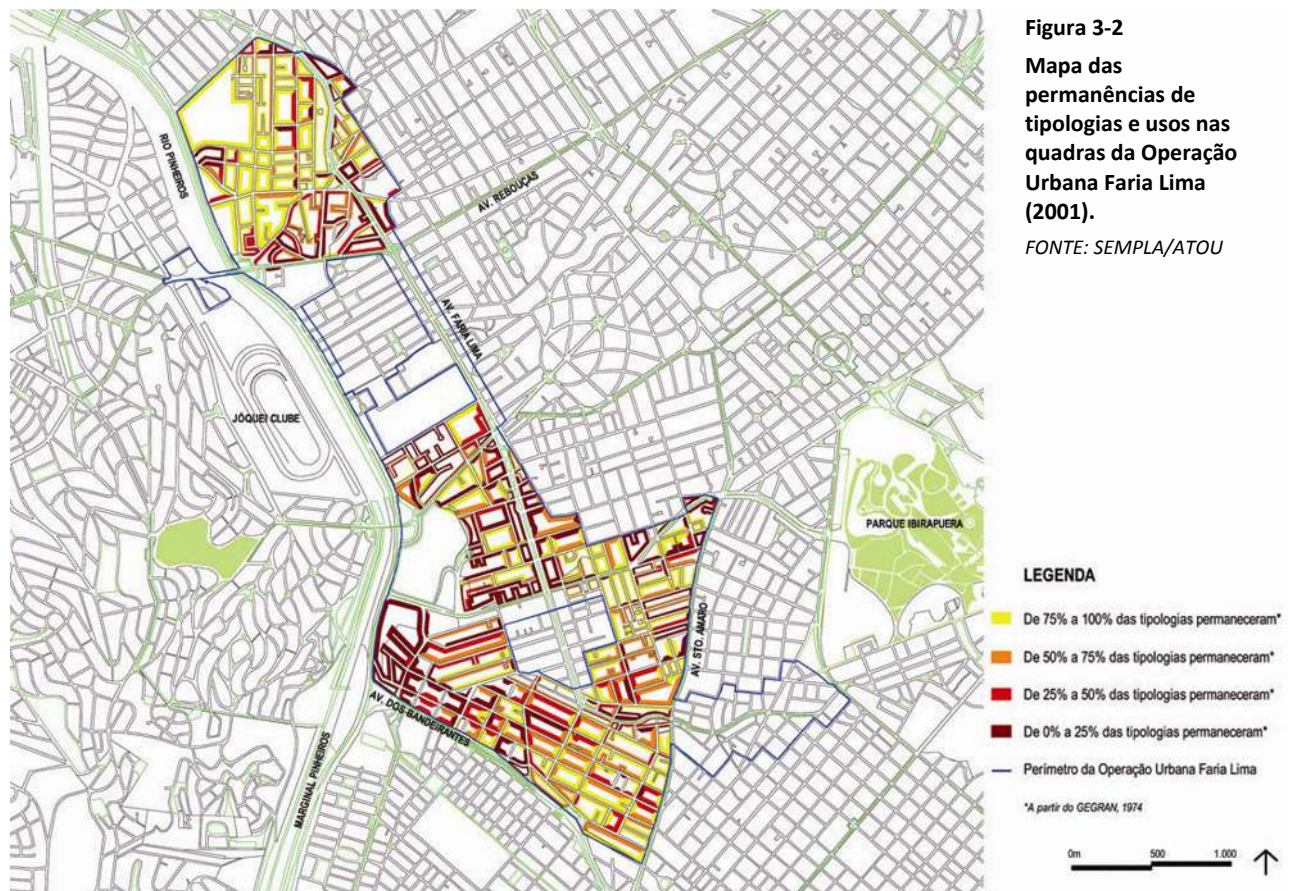 Figura 3-2
Mapa das
permanências de
tipologias e usos nas
quadras da Operação
Urbana Faria Lima
(2001).
FONTE: SEMPLA/ATOU
RIO PINHEIROS
AV. REBOUÇAS
AV. FARIA LIMA
JÓQUEI CLUBE
PARQUE IBIRAPUERA
AV. STO. AMARO
AV. DOS BANDEIRANTES
MARGINAL PINHEIROS
LEGENDA
De 75% a 100% das tipologias permaneceram*
De 50% a 75% das tipologias permaneceram*
De 25% a 50% das tipologias permaneceram*
De 0% a 25% das tipologias permaneceram*
Perímetro da Operação Urbana Faria Lima
*A partir do GEGRAN, 1974
0m 500 1.000